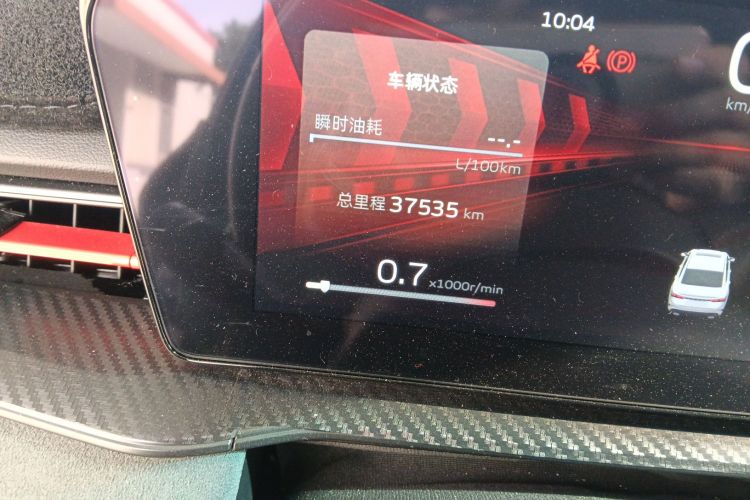 10:04
车辆状态
瞬时油耗
--.-
L/100km
总里程 37535 km
0.7 x1000r/min
km/